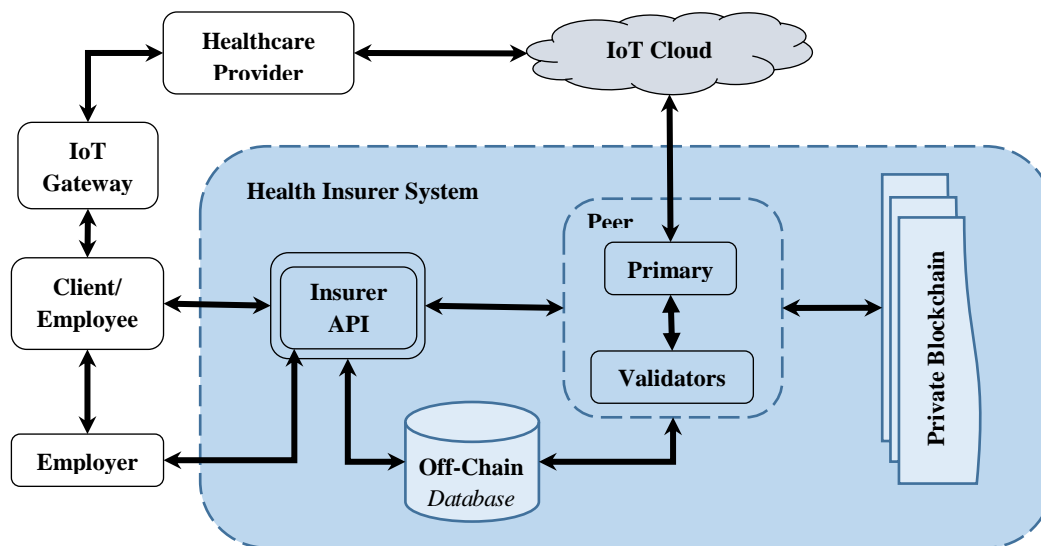 Healthcare
Provider
IoT Cloud
IoT
Gateway
Health Insurer System
Peer
Primary
Client/
Employee
Insurer
API
Validators
Private Blockchain
Employer
Off-Chain
Database